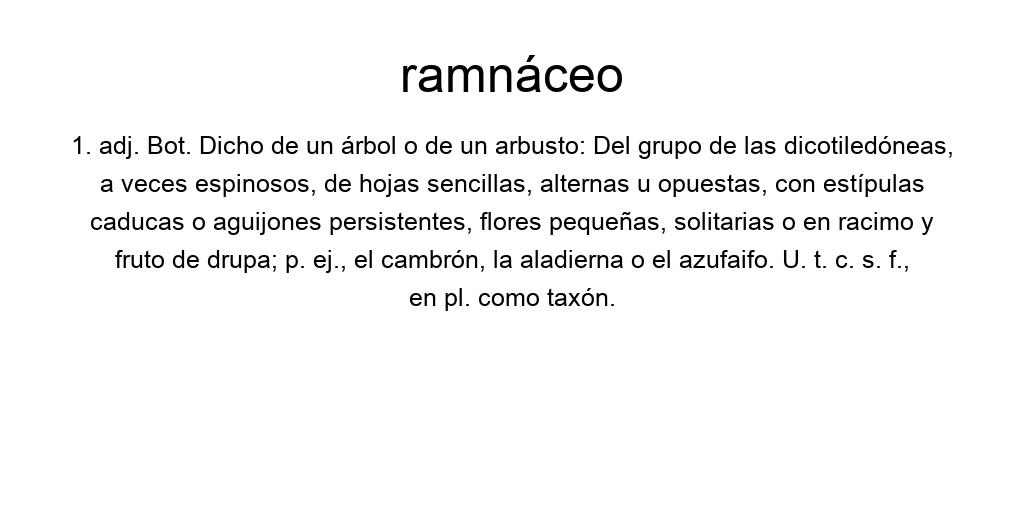 ramnáceo
1. adj. Bot. Dicho de un árbol o de un arbusto: Del grupo de las dicotiledóneas,
a veces espinosos, de hojas sencillas, alternas u opuestas, con estípulas
caducas o aguijones persistentes, flores pequeñas, solitarias o en racimo y
fruto de drupa; p. ej., el cambrón, la aladierna o el azufaifo. U. t. c. s. f.,
en pl. como taxón.